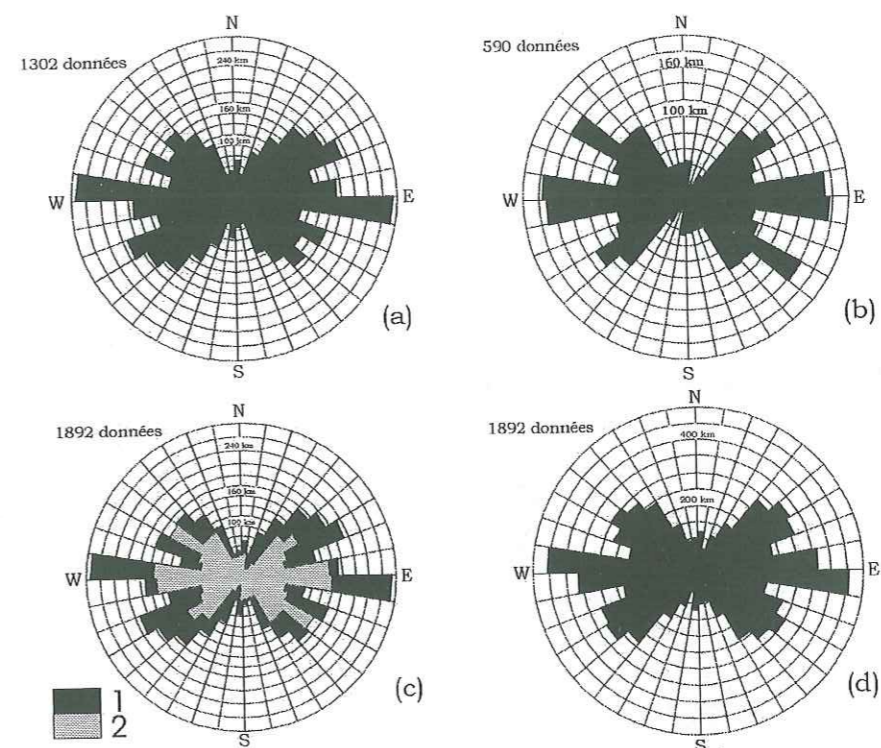 N
1302 données
240 km
160 km
100 km
W
E
S
(a)
N
590 données
160 km
100 km
W
E
S
(b)
N
1892 données
240 km
160 km
100 km
W
E
S
(c)
1
2
N
1892 données
400 km
200 km
W
E
S
(d)